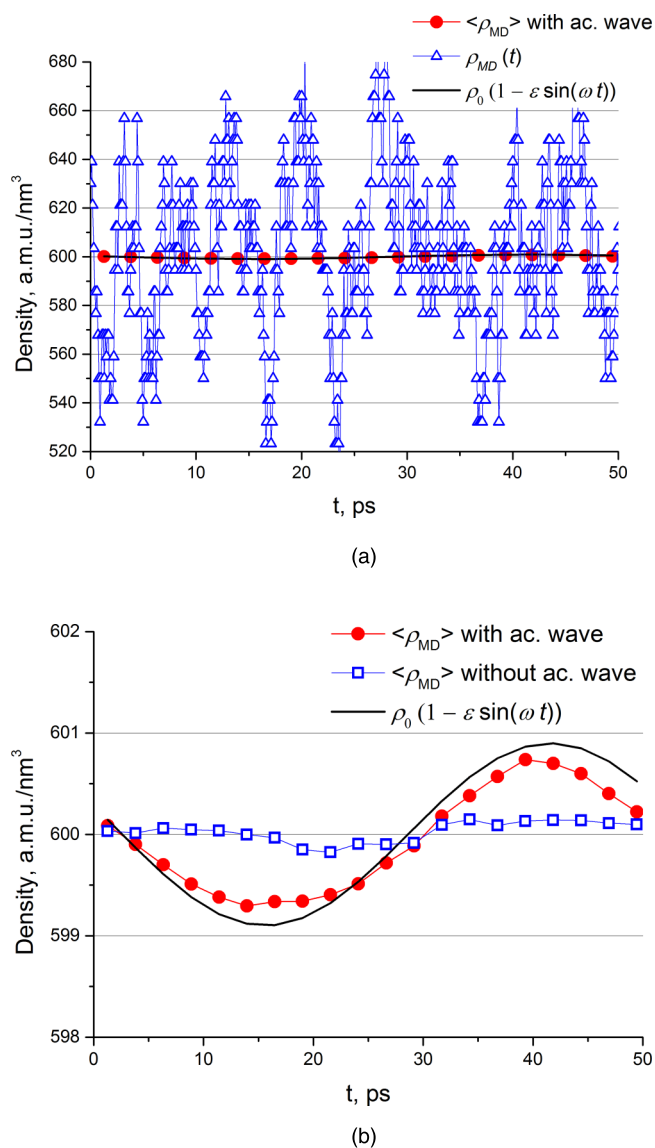 <ρMD> with ac. wave
ρMD (t)
ρ0 (1 − ε sin(ω t))
680
660
640
620
600
580
560
540
520
Density, a.m.u./nm³
0 10 20 30 40 50
t, ps
(a)
<ρMD> with ac. wave
<ρMD> without ac. wave
ρ0 (1 − ε sin(ω t))
602
601
600
599
598
Density, a.m.u./nm³
0 10 20 30 40 50
t, ps
(b)